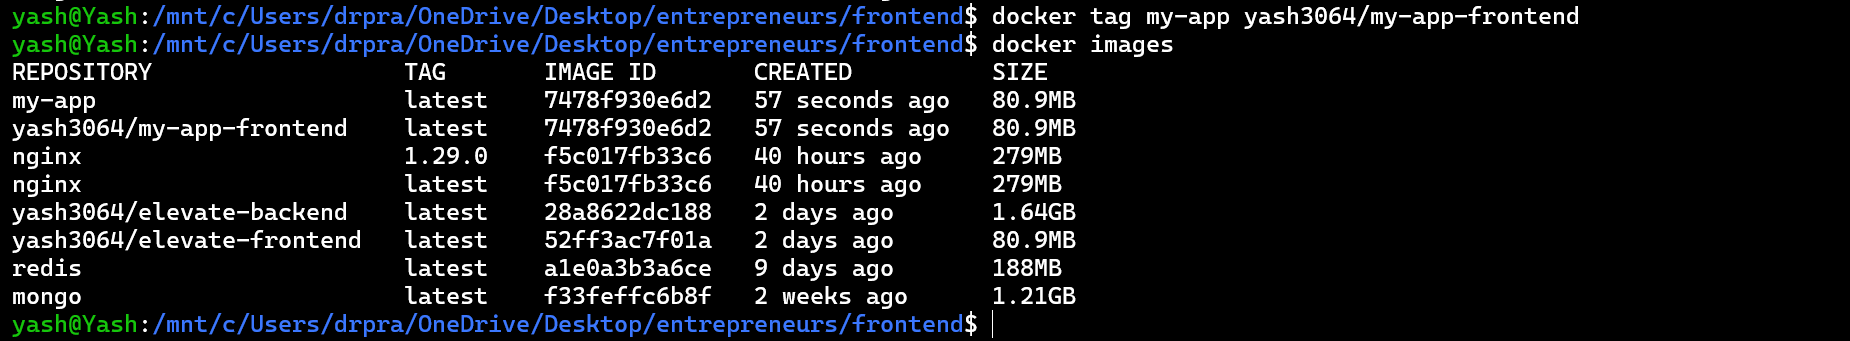 yash@Yash:/mnt/c/Users/drpra/OneDrive/Desktop/entrepreneurs/frontend$ docker tag my-app yash3064/my-app-frontend
yash@Yash:/mnt/c/Users/drpra/OneDrive/Desktop/entrepreneurs/frontend$ docker images
REPOSITORY                  TAG       IMAGE ID       CREATED          SIZE
my-app                      latest    7478f930e6d2   57 seconds ago   80.9MB
yash3064/my-app-frontend    latest    7478f930e6d2   57 seconds ago   80.9MB
nginx                       1.29.0    f5c017fb33c6   40 hours ago     279MB
nginx                       latest    f5c017fb33c6   40 hours ago     279MB
yash3064/elevate-backend    latest    28a8622dc188   2 days ago       1.64GB
yash3064/elevate-frontend   latest    52ff3ac7f01a   2 days ago       80.9MB
redis                       latest    a1e0a3b3a6ce   9 days ago       188MB
mongo                       latest    f33feffc6b8f   2 weeks ago      1.21GB
yash@Yash:/mnt/c/Users/drpra/OneDrive/Desktop/entrepreneurs/frontend$